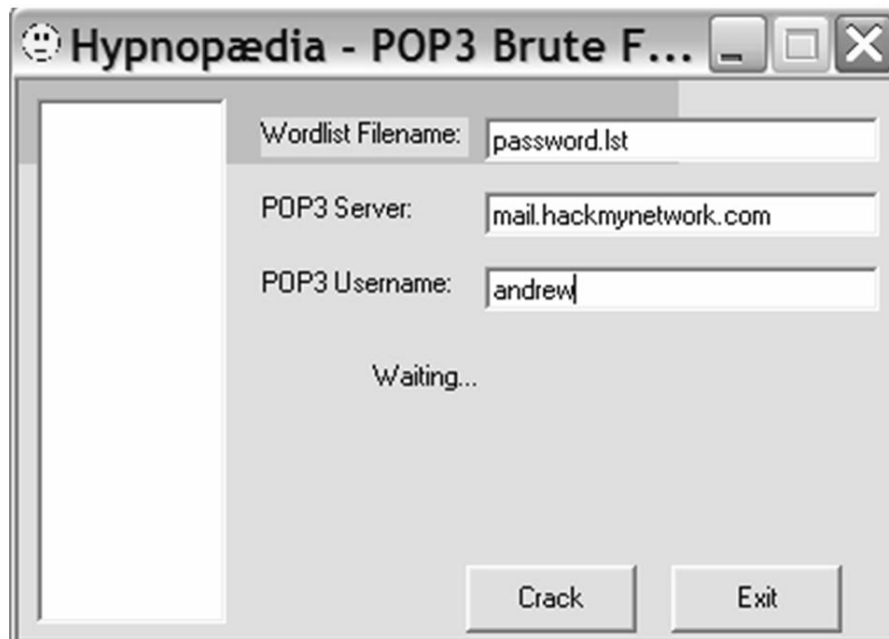 Hypnopædia - POP3 Brute F...
Wordlist Filename: password.lst
POP3 Server: mail.hackmynetwork.com
POP3 Username: andrew
Waiting...
Crack Exit